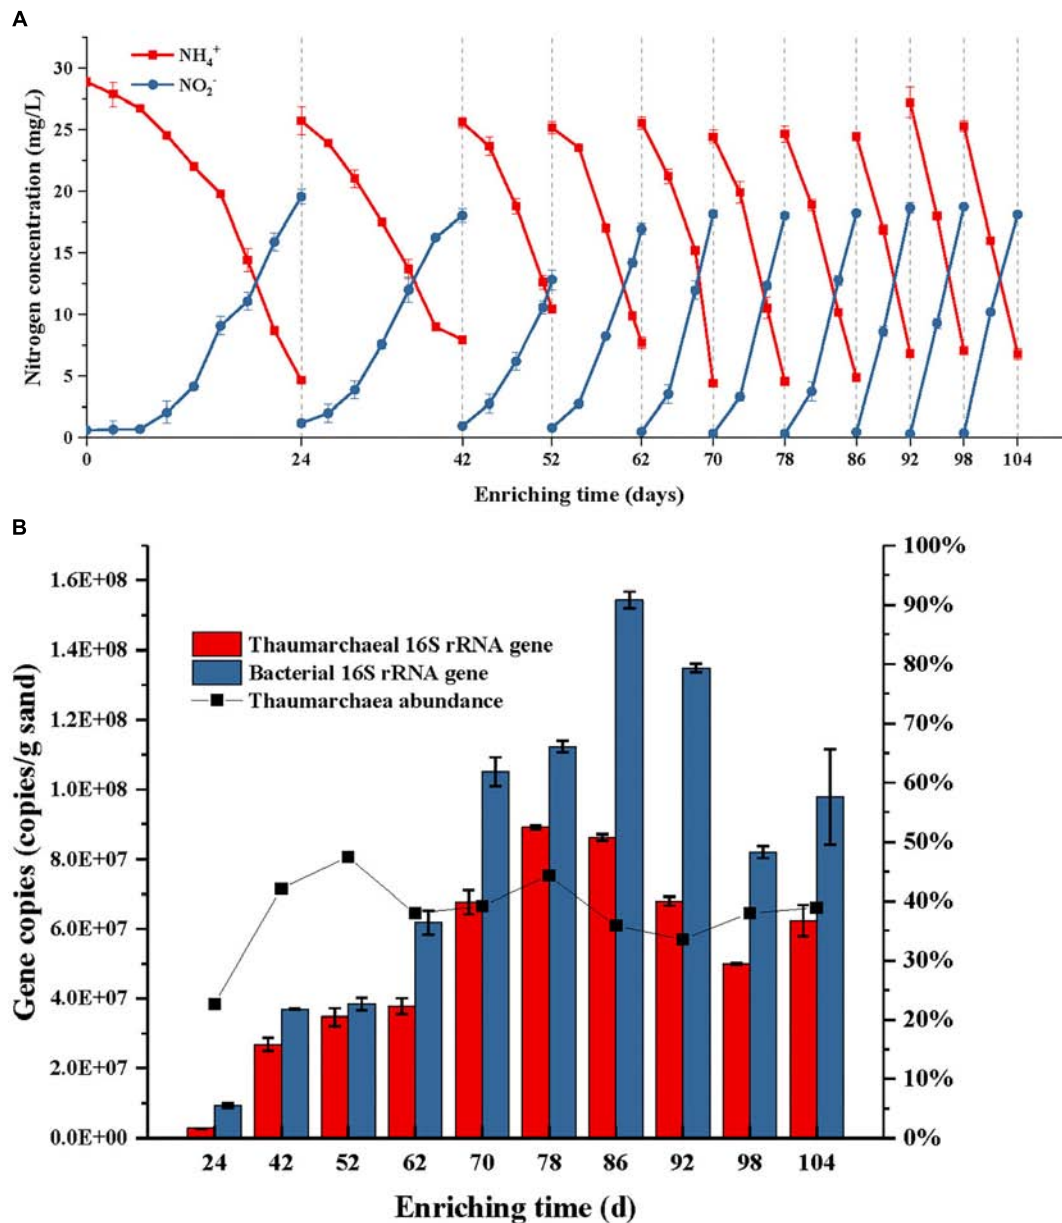 A
NH₄⁺
NO₂⁻
30
25
20
15
10
5
0
Nitrogen concentration (mg/L)
0 24 42 52 62 70 78 86 92 98 104
Enriching time (days)
B
1.6E+08
1.4E+08
1.2E+08
1.0E+08
8.0E+07
6.0E+07
4.0E+07
2.0E+07
0.0E+00
Gene copies (copies/g sand)
Thaumarchaeal 16S rRNA gene
Bacterial 16S rRNA gene
Thaumarchaea abundance
100%
90%
80%
70%
60%
50%
40%
30%
20%
10%
0%
24 42 52 62 70 78 86 92 98 104
Enriching time (d)